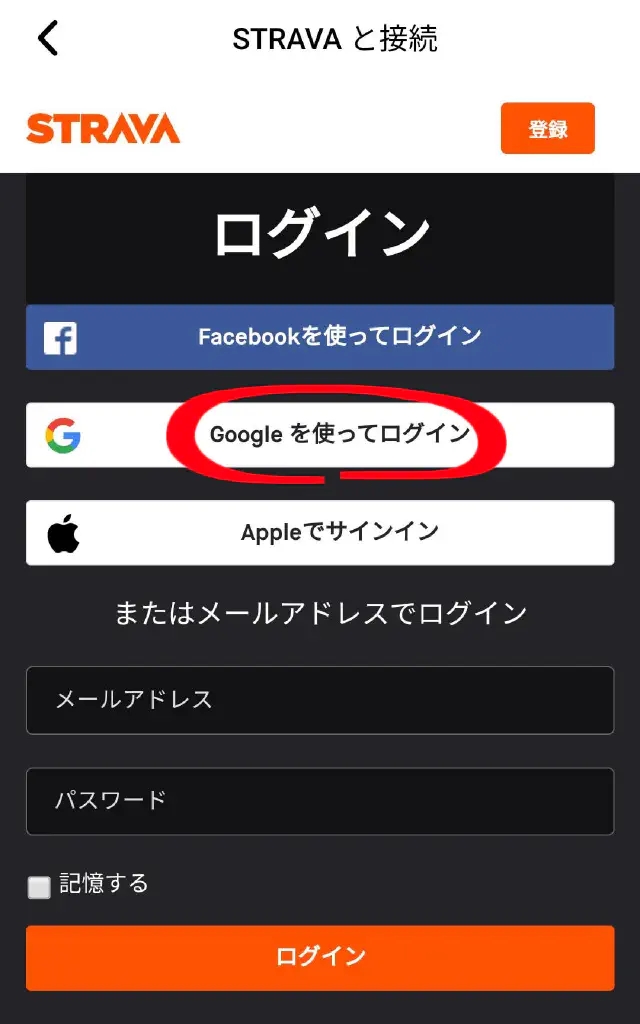 STRAVA と接続
STRAVA
登録
ログイン
Facebookを使ってログイン
Google を使ってログイン
Appleでサインイン
またはメールアドレスでログイン
メールアドレス
パスワード
記憶する
ログイン